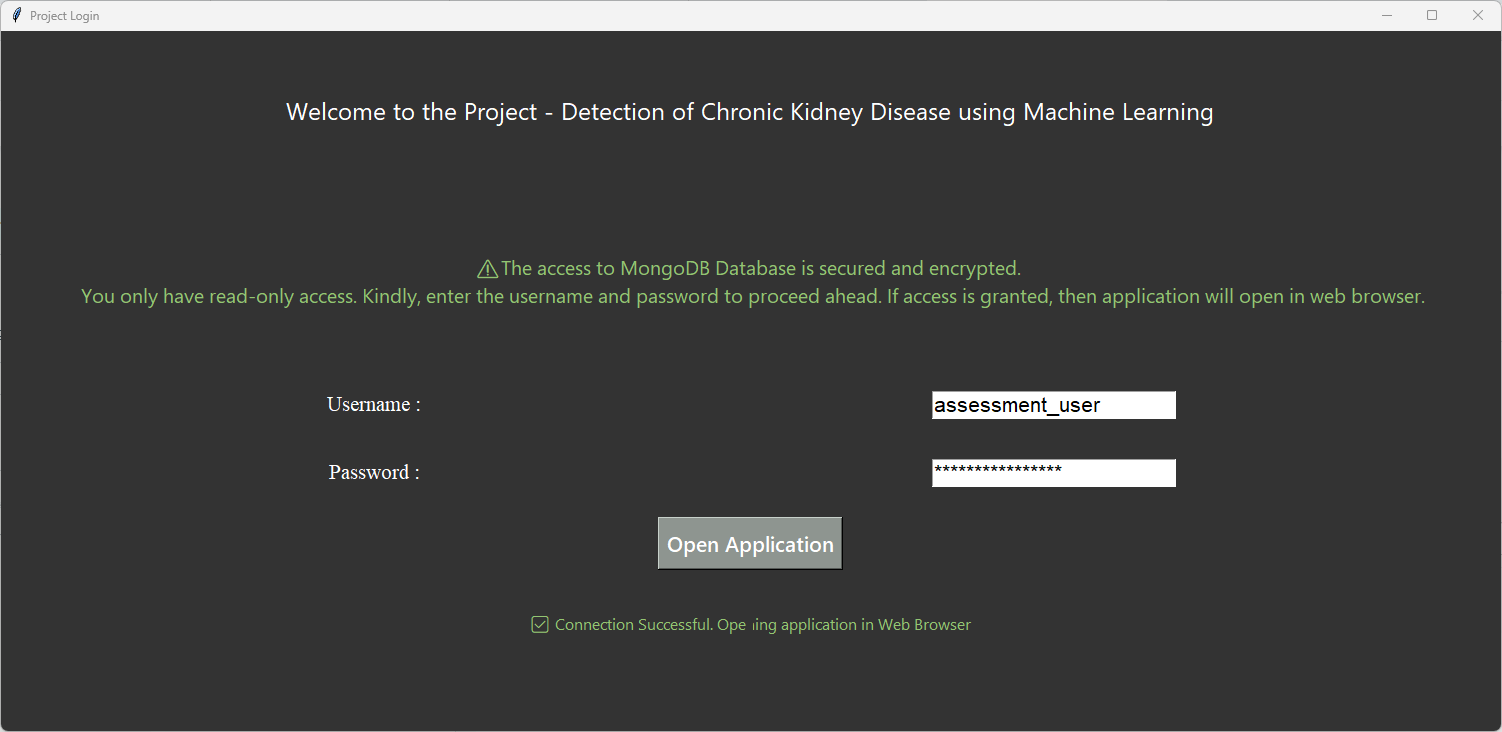 Project Login
Welcome to the Project - Detection of Chronic Kidney Disease using Machine Learning
⚠The access to MongoDB Database is secured and encrypted.
You only have read-only access. Kindly, enter the username and password to proceed ahead. If access is granted, then application will open in web browser.
Username : assessment_user
Password : ****************
Open Application
☑ Connection Successful. Ope ing application in Web Browser